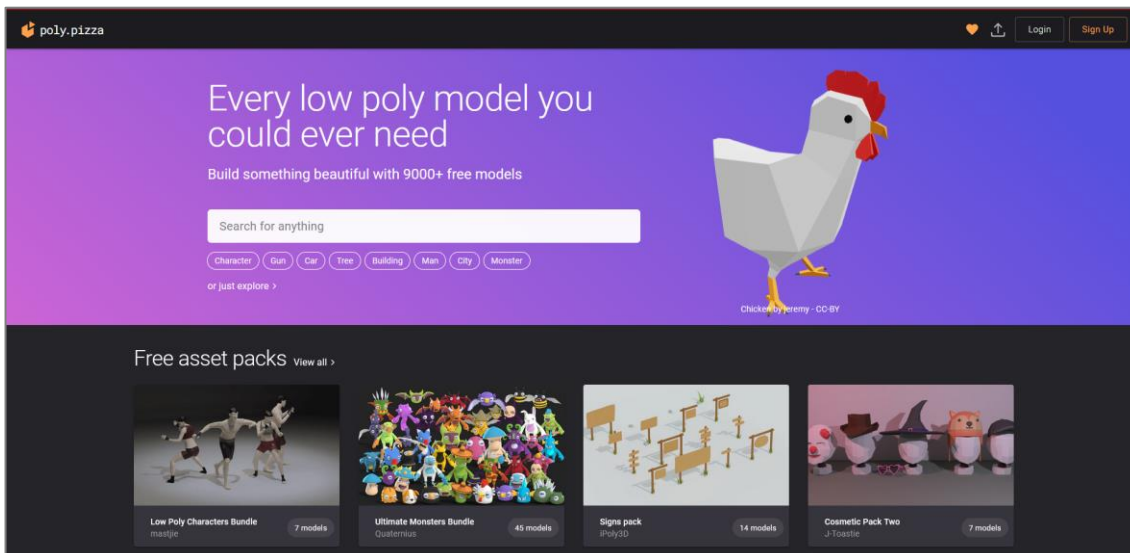 poly.pizza
Login
Sign Up
Every low poly model you
could ever need
Build something beautiful with 9000+ free models
Search for anything
Character Gun Car Tree Building Man City Monster
or just explore >
Chicken by jeremy - CC-BY
Free asset packs View all >
Low Poly Characters Bundle
mastjie
7 models
Ultimate Monsters Bundle
Quaternius
45 models
Signs pack
iPoly3D
14 models
Cosmetic Pack Two
J-Toastie
7 models